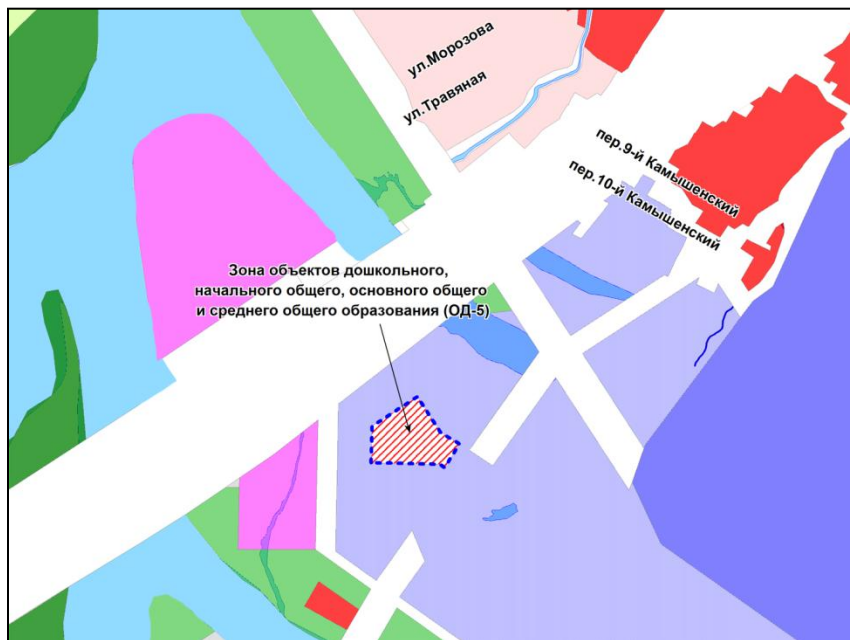 ул.Морозова
ул.Травяная
пер.9-й Камышенский
пер.10-й Камышенский
Зона объектов дошкольного,
начального общего, основного общего
и среднего общего образования (ОД-5)